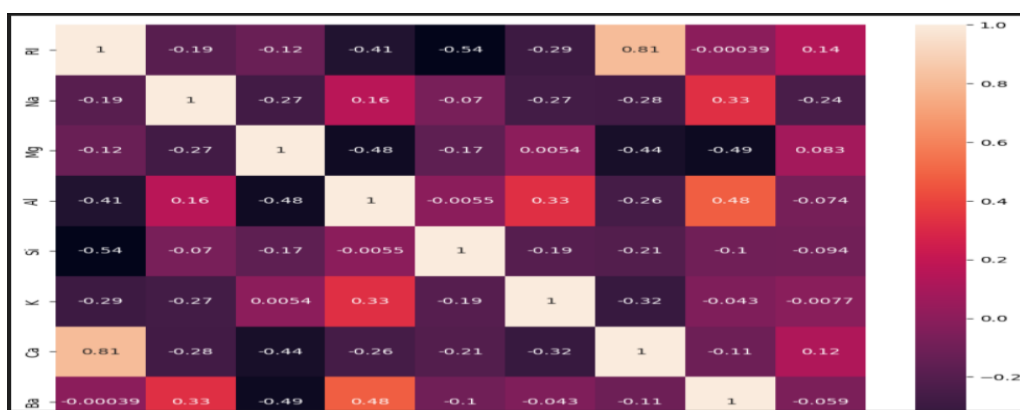 RI 1 -0.19 -0.12 -0.41 -0.54 -0.29 0.81 -0.00039 0.14
Na -0.19 1 -0.27 0.16 -0.07 -0.27 -0.28 0.33 -0.24
Mg -0.12 -0.27 1 -0.48 -0.17 0.0054 -0.44 -0.49 0.083
Al -0.41 0.16 -0.48 1 -0.0055 0.33 -0.26 0.48 -0.074
Si -0.54 -0.07 -0.17 -0.0055 1 -0.19 -0.21 -0.1 -0.094
K -0.29 -0.27 0.0054 0.33 -0.19 1 -0.32 -0.043 -0.0077
Ca 0.81 -0.28 -0.44 -0.26 -0.21 -0.32 1 -0.11 0.12
Ba -0.00039 0.33 -0.49 0.48 -0.1 -0.043 -0.11 1 -0.059
1.0
0.8
0.6
0.4
0.2
0.0
−0.2